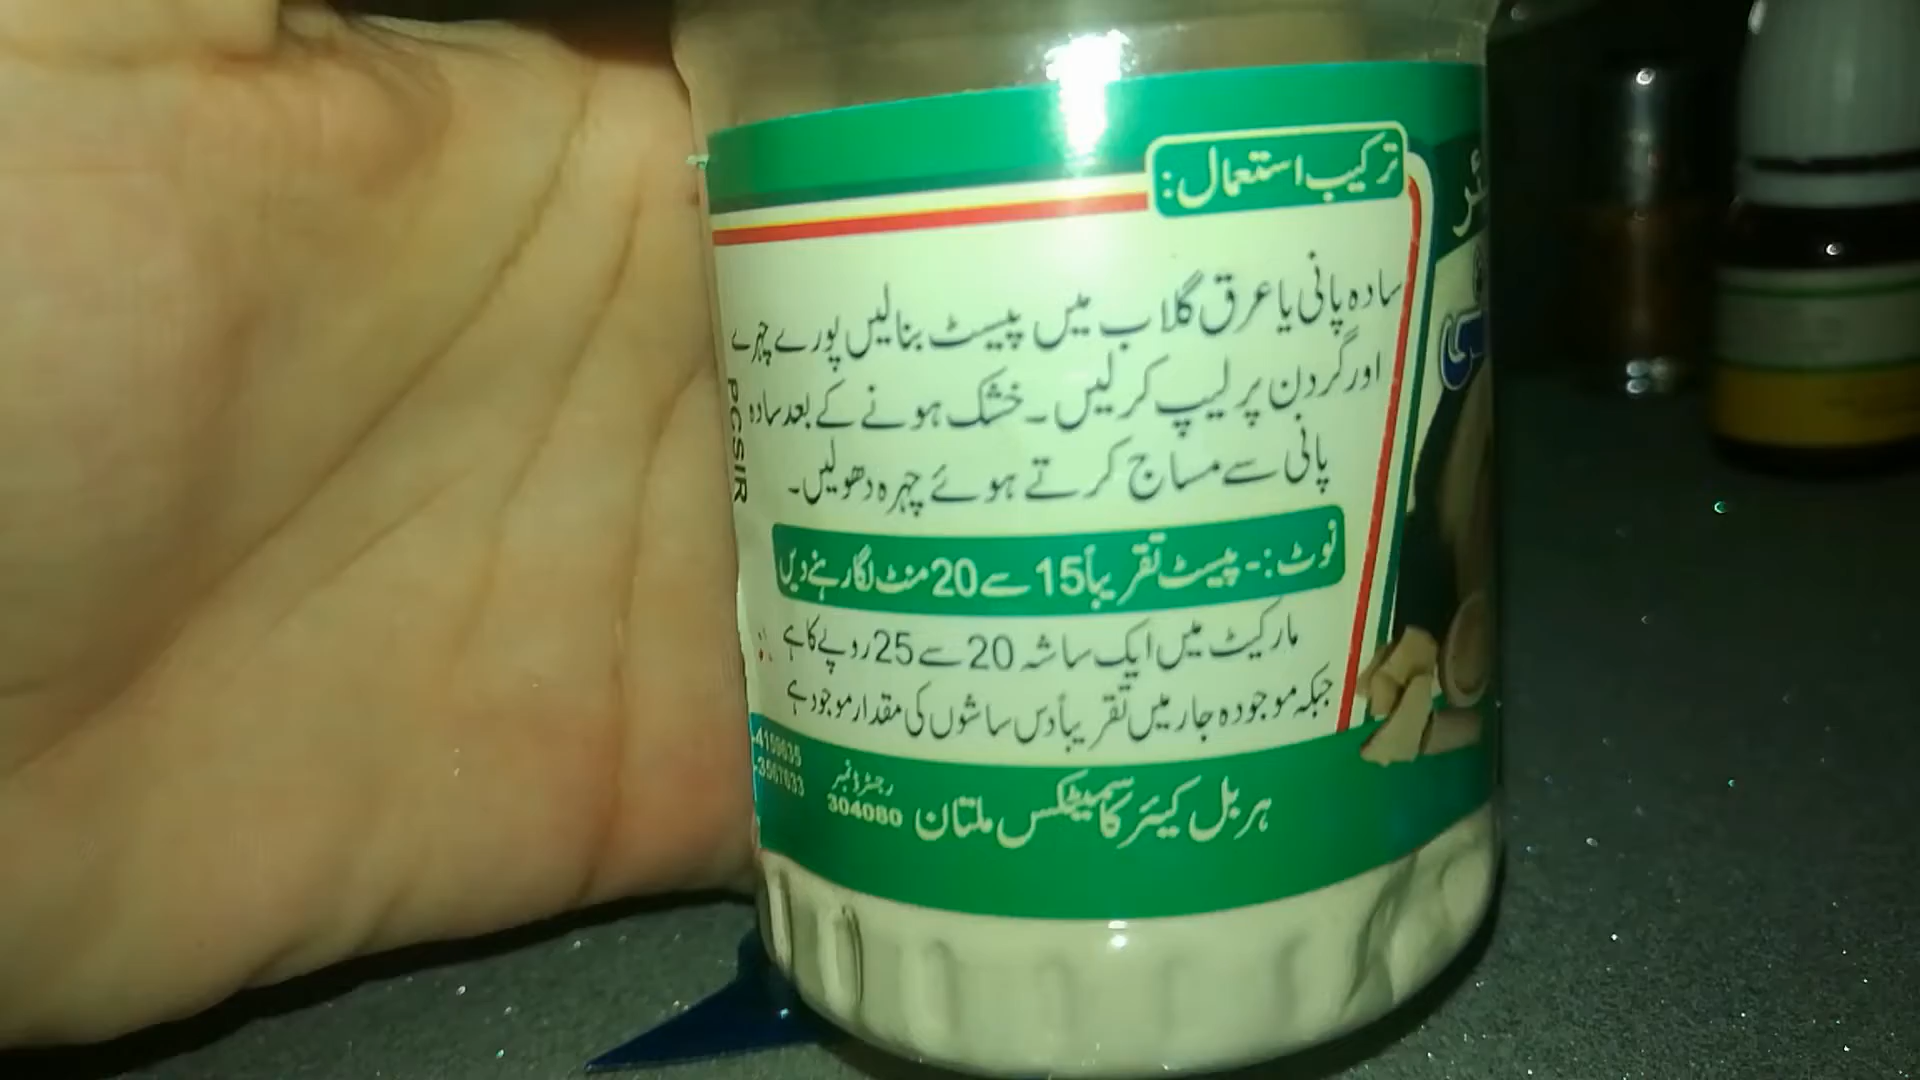 ترکیب استعمال:
سادہ پانی یا عرق گلاب میں پیسٹ بنالیں پورے چہرے
اور گردن پر لیپ کرلیں۔ خشک ہونے کے بعد سادہ
پانی سے مساج کرتے ہوئے چہرہ دھولیں۔
نوٹ:- پیسٹ تقریباً 15 سے 20 منٹ لگا رہنے دیں
مارکیٹ میں ایک ساشہ 20 سے 25 روپے کا ہے
جبکہ موجودہ جار میں تقریباً دس ساشوں کی مقدار موجود ہے
ہربل کیئر کاسمیٹکس ملتان
رجسٹرڈ نمبر
304080
PCSIR
-4159635
-3567633